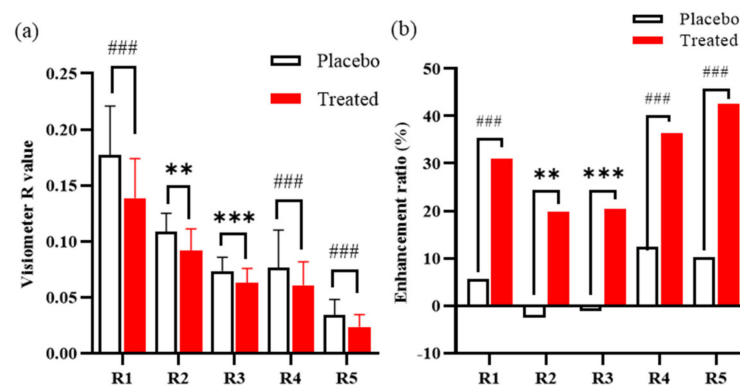 (a)
###
Placebo
Treated
0.25
0.20
0.15
0.10
0.05
0.00
Visiometer R value
**
***
###
###
R1
R2
R3
R4
R5
(b)
Placebo
Treated
50
40
30
20
10
0
-10
Enhancement ratio (%)
###
**
***
###
###
R1
R2
R3
R4
R5